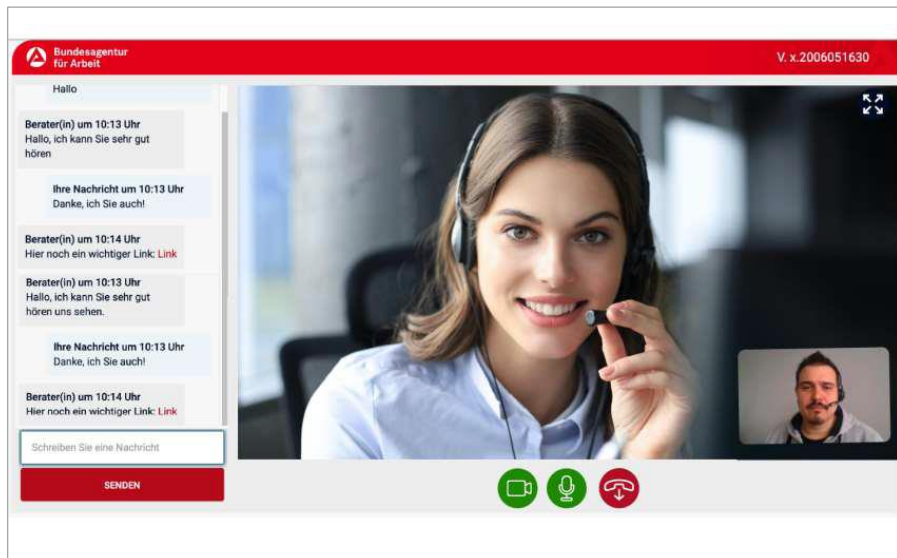 Bundesagentur
für Arbeit
V. x.2006051630
Hallo
Berater(in) um 10:13 Uhr
Hallo, ich kann Sie sehr gut
hören
Ihre Nachricht um 10:13 Uhr
Danke, ich Sie auch!
Berater(in) um 10:14 Uhr
Hier noch ein wichtiger Link: Link
Berater(in) um 10:13 Uhr
Hallo, ich kann Sie sehr gut
hören uns sehen.
Ihre Nachricht um 10:13 Uhr
Danke, ich Sie auch!
Berater(in) um 10:14 Uhr
Hier noch ein wichtiger Link: Link
Schreiben Sie eine Nachricht
SENDEN